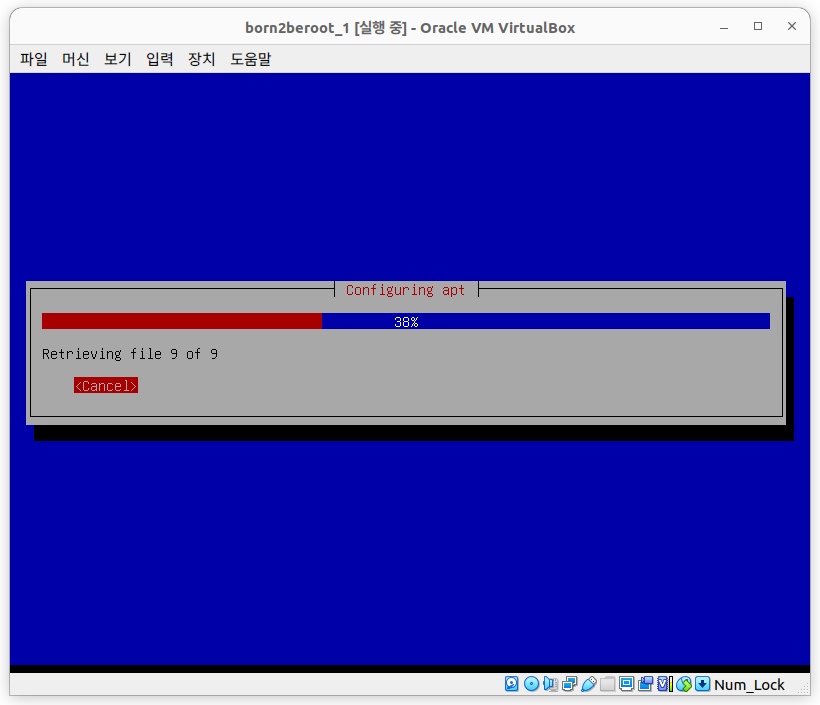 born2beroot_1 [실행 중] - Oracle VM VirtualBox
파일 머신 보기 입력 장치 도움말
Configuring apt
38%
Retrieving file 9 of 9
<Cancel>
Num_Lock